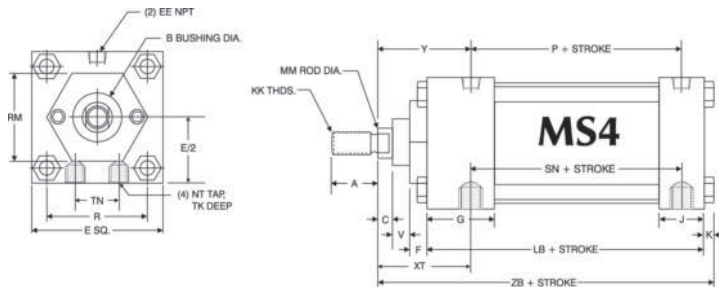 (2) EE NPT
B BUSHING DIA.
RM
E/2
TN
(4) NT TAP,
TK DEEP
R
E SQ.
Y
P + STROKE
MM ROD DIA.
KK THDS.
MS4
SN + STROKE
A
C
G
J
V
K
F
LB + STROKE
XT
ZB + STROKE